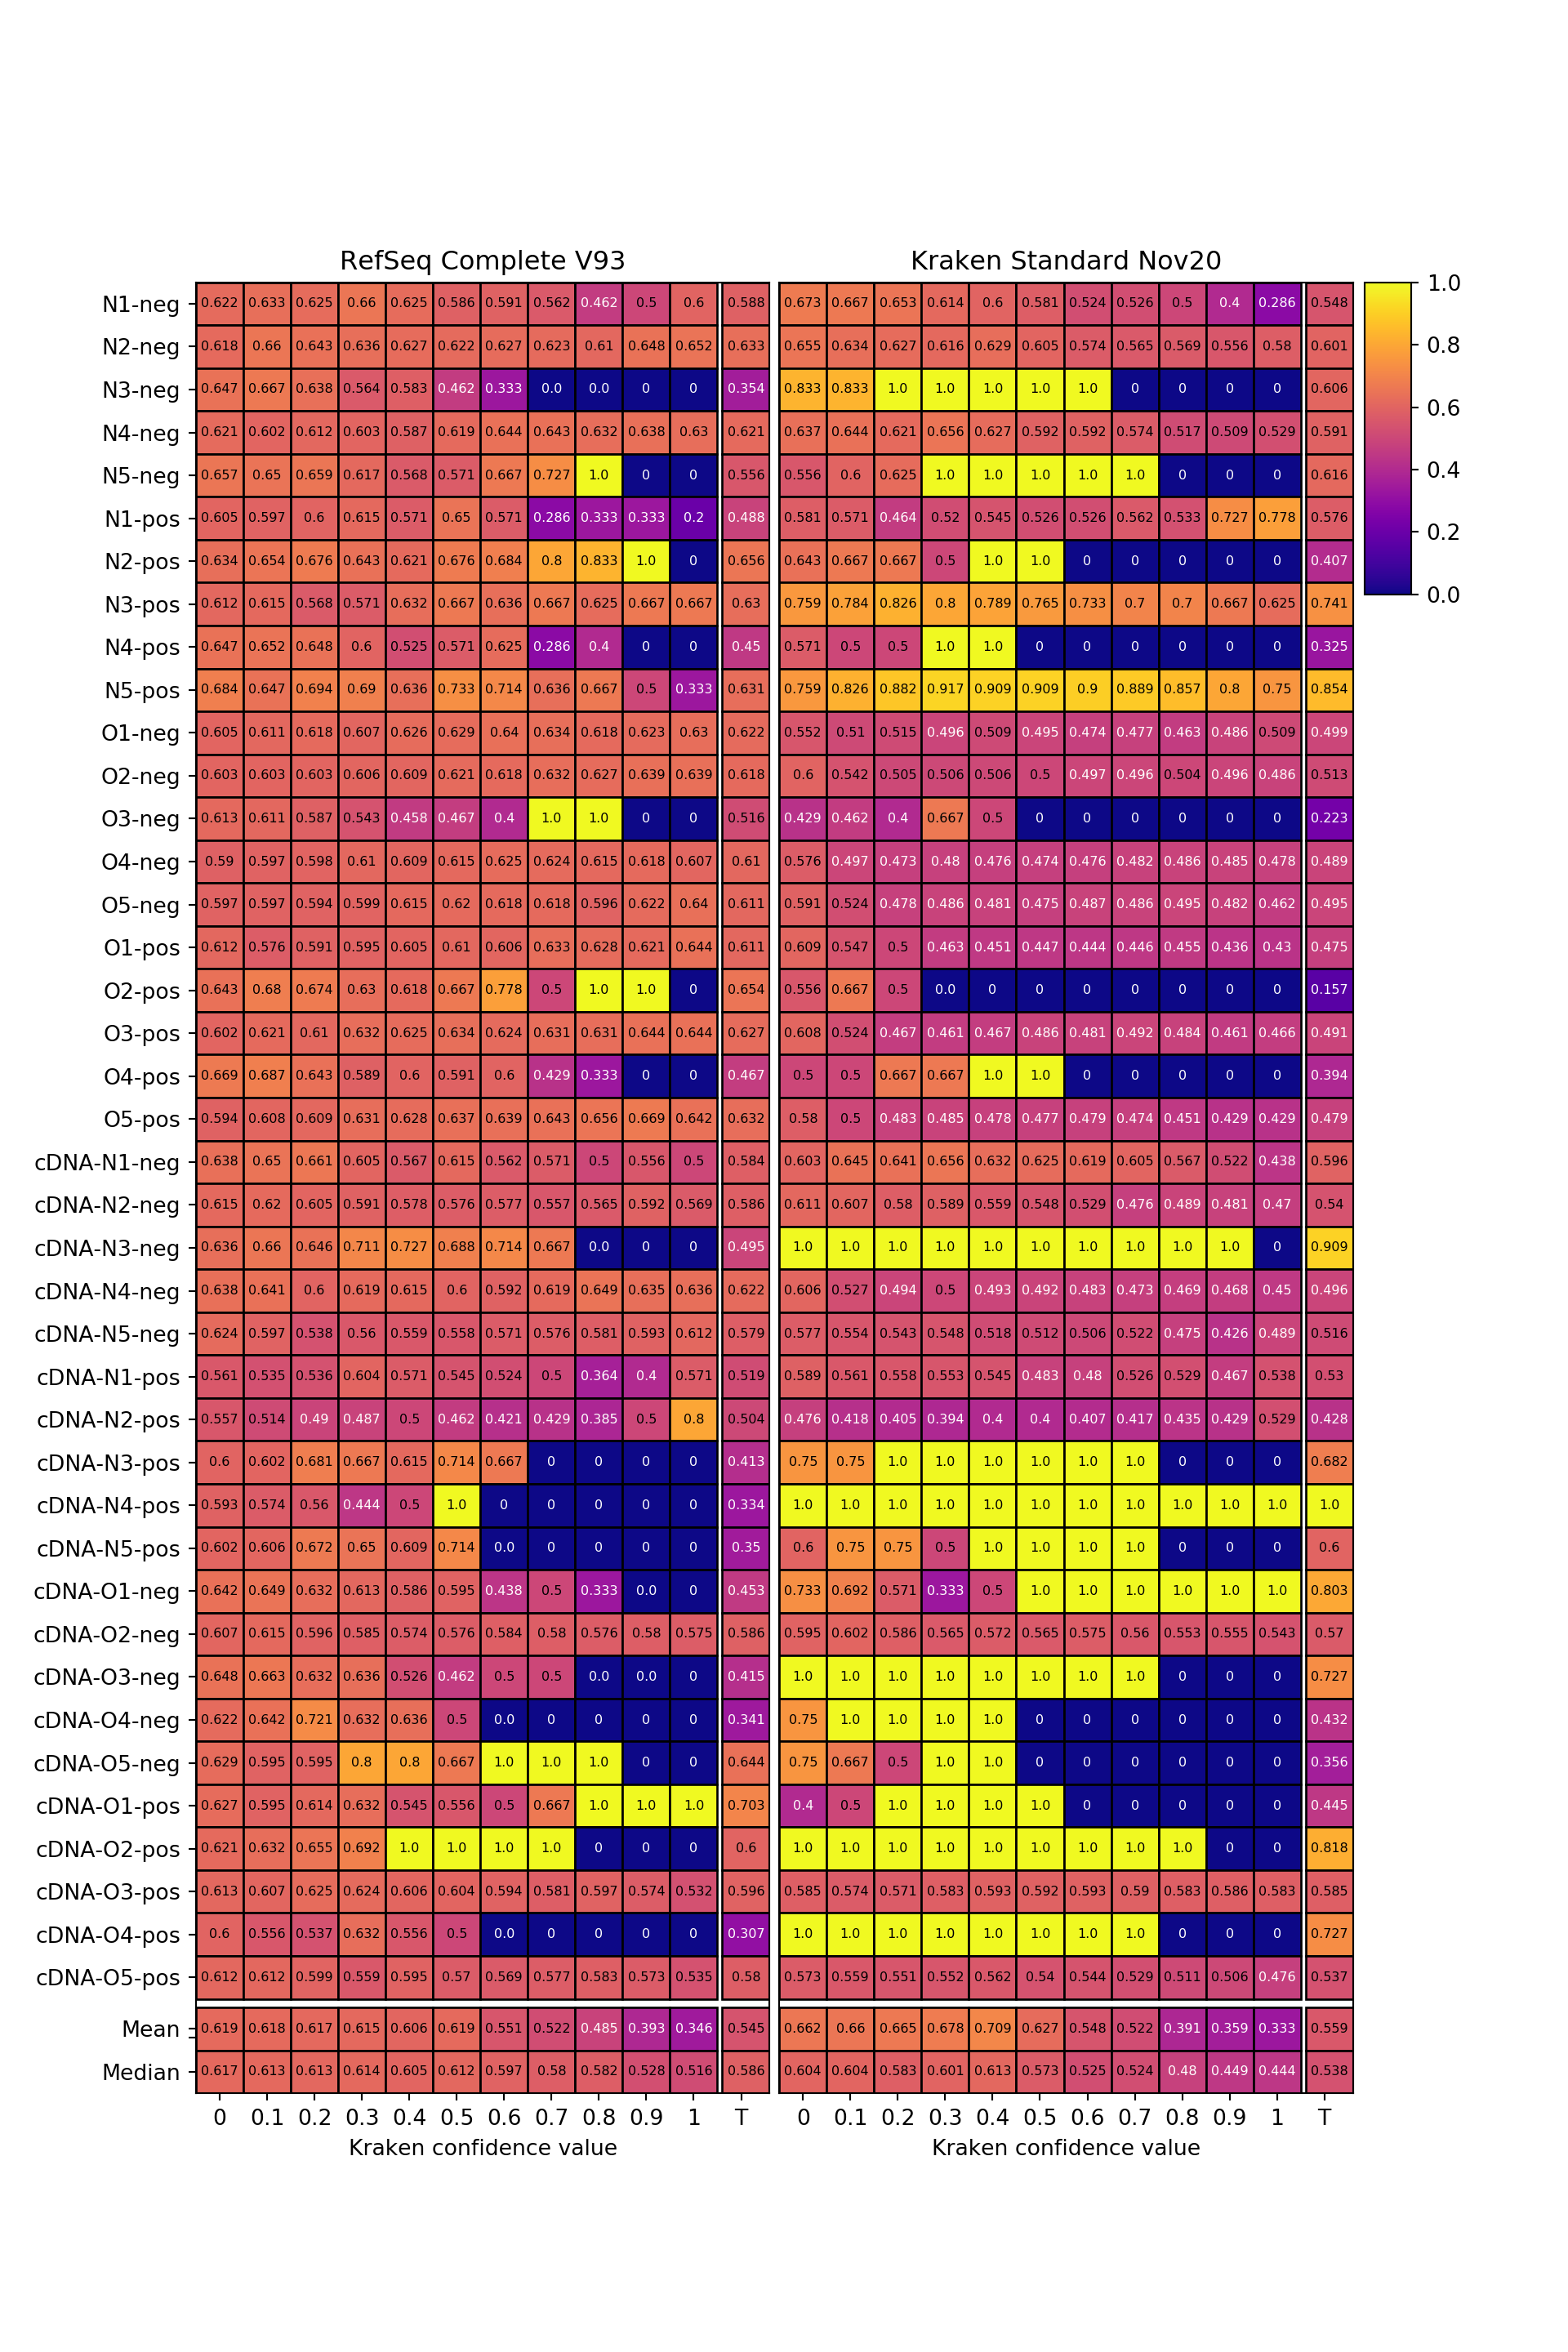 RefSeq Complete V93 Kraken Standard Nov20
N1-neg 0.622 0.633 0.625 0.66 0.625 0.586 0.591 0.562 0.462 0.5 0.6 0.588 0.673 0.667 0.653 0.614 0.6 0.581 0.524 0.526 0.5 0.4 0.286 0.548 1.0
N2-neg 0.618 0.66 0.643 0.636 0.627 0.622 0.627 0.623 0.61 0.648 0.652 0.633 0.655 0.634 0.627 0.616 0.629 0.605 0.574 0.565 0.569 0.556 0.58 0.601 0.8
N3-neg 0.647 0.667 0.638 0.564 0.583 0.462 0.333 0.0 0.0 0 0 0.354 0.833 0.833 1.0 1.0 1.0 1.0 1.0 0 0 0 0 0.606 0.6
N4-neg 0.621 0.602 0.612 0.603 0.587 0.619 0.644 0.643 0.632 0.638 0.63 0.621 0.637 0.644 0.621 0.656 0.627 0.592 0.592 0.574 0.517 0.509 0.529 0.591
N5-neg 0.657 0.65 0.659 0.617 0.568 0.571 0.667 0.727 1.0 0 0 0.556 0.556 0.6 0.625 1.0 1.0 1.0 1.0 1.0 0 0 0 0.616 0.4
N1-pos 0.605 0.597 0.6 0.615 0.571 0.65 0.571 0.286 0.333 0.333 0.2 0.488 0.581 0.571 0.464 0.52 0.545 0.526 0.526 0.562 0.533 0.727 0.778 0.576 0.2
N2-pos 0.634 0.654 0.676 0.643 0.621 0.676 0.684 0.8 0.833 1.0 0 0.656 0.643 0.667 0.667 0.5 1.0 1.0 0 0 0 0 0 0.407 0.0
N3-pos 0.612 0.615 0.568 0.571 0.632 0.667 0.636 0.667 0.625 0.667 0.667 0.63 0.759 0.784 0.826 0.8 0.789 0.765 0.733 0.7 0.7 0.667 0.625 0.741
N4-pos 0.647 0.652 0.648 0.6 0.525 0.571 0.625 0.286 0.4 0 0 0.45 0.571 0.5 0.5 1.0 1.0 0 0 0 0 0 0 0.325
N5-pos 0.684 0.647 0.694 0.69 0.636 0.733 0.714 0.636 0.667 0.5 0.333 0.631 0.759 0.826 0.882 0.917 0.909 0.909 0.9 0.889 0.857 0.8 0.75 0.854
O1-neg 0.605 0.611 0.618 0.607 0.626 0.629 0.64 0.634 0.618 0.623 0.63 0.622 0.552 0.51 0.515 0.496 0.509 0.495 0.474 0.477 0.463 0.486 0.509 0.499
O2-neg 0.603 0.603 0.603 0.606 0.609 0.621 0.618 0.632 0.627 0.639 0.639 0.618 0.6 0.542 0.505 0.506 0.506 0.5 0.497 0.496 0.504 0.496 0.486 0.513
O3-neg 0.613 0.611 0.587 0.543 0.458 0.467 0.4 1.0 1.0 0 0 0.516 0.429 0.462 0.4 0.667 0.5 0 0 0 0 0 0 0.223
O4-neg 0.59 0.597 0.598 0.61 0.609 0.615 0.625 0.624 0.615 0.618 0.607 0.61 0.576 0.497 0.473 0.48 0.476 0.474 0.476 0.482 0.486 0.485 0.478 0.489
O5-neg 0.597 0.597 0.594 0.599 0.615 0.62 0.618 0.618 0.596 0.622 0.64 0.611 0.591 0.524 0.478 0.486 0.481 0.475 0.487 0.486 0.495 0.482 0.462 0.495
O1-pos 0.612 0.576 0.591 0.595 0.605 0.61 0.606 0.633 0.628 0.621 0.644 0.611 0.609 0.547 0.5 0.463 0.451 0.447 0.444 0.446 0.455 0.436 0.43 0.475
O2-pos 0.643 0.68 0.674 0.63 0.618 0.667 0.778 0.5 1.0 1.0 0 0.654 0.556 0.667 0.5 0.0 0 0 0 0 0 0 0 0.157
O3-pos 0.602 0.621 0.61 0.632 0.625 0.634 0.624 0.631 0.631 0.644 0.644 0.627 0.608 0.524 0.467 0.461 0.467 0.486 0.481 0.492 0.484 0.461 0.466 0.491
O4-pos 0.669 0.687 0.643 0.589 0.6 0.591 0.6 0.429 0.333 0 0 0.467 0.5 0.5 0.667 0.667 1.0 1.0 0 0 0 0 0 0.394
O5-pos 0.594 0.608 0.609 0.631 0.628 0.637 0.639 0.643 0.656 0.669 0.642 0.632 0.58 0.5 0.483 0.485 0.478 0.477 0.479 0.474 0.451 0.429 0.429 0.479
cDNA-N1-neg 0.638 0.65 0.661 0.605 0.567 0.615 0.562 0.571 0.5 0.556 0.5 0.584 0.603 0.645 0.641 0.656 0.632 0.625 0.619 0.605 0.567 0.522 0.438 0.596
cDNA-N2-neg 0.615 0.62 0.605 0.591 0.578 0.576 0.577 0.557 0.565 0.592 0.569 0.586 0.611 0.607 0.58 0.589 0.559 0.548 0.529 0.476 0.489 0.481 0.47 0.54
cDNA-N3-neg 0.636 0.66 0.646 0.711 0.727 0.688 0.714 0.667 0.0 0 0 0.495 1.0 1.0 1.0 1.0 1.0 1.0 1.0 1.0 1.0 1.0 0 0.909
cDNA-N4-neg 0.638 0.641 0.6 0.619 0.615 0.6 0.592 0.619 0.649 0.635 0.636 0.622 0.606 0.527 0.494 0.5 0.493 0.492 0.483 0.473 0.469 0.468 0.45 0.496
cDNA-N5-neg 0.624 0.597 0.538 0.56 0.559 0.558 0.571 0.576 0.581 0.593 0.612 0.579 0.577 0.554 0.543 0.548 0.518 0.512 0.506 0.522 0.475 0.426 0.489 0.516
cDNA-N1-pos 0.561 0.535 0.536 0.604 0.571 0.545 0.524 0.5 0.364 0.4 0.571 0.519 0.589 0.561 0.558 0.553 0.545 0.483 0.48 0.526 0.529 0.467 0.538 0.53
cDNA-N2-pos 0.557 0.514 0.49 0.487 0.5 0.462 0.421 0.429 0.385 0.5 0.8 0.504 0.476 0.418 0.405 0.394 0.4 0.4 0.407 0.417 0.435 0.429 0.529 0.428
cDNA-N3-pos 0.6 0.602 0.681 0.667 0.615 0.714 0.667 0 0 0 0 0.413 0.75 0.75 1.0 1.0 1.0 1.0 1.0 1.0 0 0 0 0.682
cDNA-N4-pos 0.593 0.574 0.56 0.444 0.5 1.0 0 0 0 0 0 0.334 1.0 1.0 1.0 1.0 1.0 1.0 1.0 1.0 1.0 1.0 1.0 1.0
cDNA-N5-pos 0.602 0.606 0.672 0.65 0.609 0.714 0.0 0 0 0 0 0.35 0.6 0.75 0.75 0.5 1.0 1.0 1.0 1.0 0 0 0 0.6
cDNA-O1-neg 0.642 0.649 0.632 0.613 0.586 0.595 0.438 0.5 0.333 0.0 0 0.453 0.733 0.692 0.571 0.333 0.5 1.0 1.0 1.0 1.0 1.0 1.0 0.803
cDNA-O2-neg 0.607 0.615 0.596 0.585 0.574 0.576 0.584 0.58 0.576 0.58 0.575 0.586 0.595 0.602 0.586 0.565 0.572 0.565 0.575 0.56 0.553 0.555 0.543 0.57
cDNA-O3-neg 0.648 0.663 0.632 0.636 0.526 0.462 0.5 0.5 0.0 0.0 0 0.415 1.0 1.0 1.0 1.0 1.0 1.0 1.0 1.0 0 0 0 0.727
cDNA-O4-neg 0.622 0.642 0.721 0.632 0.636 0.5 0.0 0 0 0 0 0.341 0.75 1.0 1.0 1.0 1.0 0 0 0 0 0 0 0.432
cDNA-O5-neg 0.629 0.595 0.595 0.8 0.8 0.667 1.0 1.0 1.0 0 0 0.644 0.75 0.667 0.5 1.0 1.0 0 0 0 0 0 0 0.356
cDNA-O1-pos 0.627 0.595 0.614 0.632 0.545 0.556 0.5 0.667 1.0 1.0 1.0 0.703 0.4 0.5 1.0 1.0 1.0 1.0 0 0 0 0 0 0.445
cDNA-O2-pos 0.621 0.632 0.655 0.692 1.0 1.0 1.0 1.0 0 0 0 0.6 1.0 1.0 1.0 1.0 1.0 1.0 1.0 1.0 1.0 0 0 0.818
cDNA-O3-pos 0.613 0.607 0.625 0.624 0.606 0.604 0.594 0.581 0.597 0.574 0.532 0.596 0.585 0.574 0.571 0.583 0.593 0.592 0.593 0.59 0.583 0.586 0.583 0.585
cDNA-O4-pos 0.6 0.556 0.537 0.632 0.556 0.5 0.0 0 0 0 0 0.307 1.0 1.0 1.0 1.0 1.0 1.0 1.0 1.0 0 0 0 0.727
cDNA-O5-pos 0.612 0.612 0.599 0.559 0.595 0.57 0.569 0.577 0.583 0.573 0.535 0.58 0.573 0.559 0.551 0.552 0.562 0.54 0.544 0.529 0.511 0.506 0.476 0.537
Mean 0.619 0.618 0.617 0.615 0.606 0.619 0.551 0.522 0.485 0.393 0.346 0.545 0.662 0.66 0.665 0.678 0.709 0.627 0.548 0.522 0.391 0.359 0.333 0.559
Median 0.617 0.613 0.613 0.614 0.605 0.612 0.597 0.58 0.582 0.528 0.516 0.586 0.604 0.604 0.583 0.601 0.613 0.573 0.525 0.524 0.48 0.449 0.444 0.538
0 0.1 0.2 0.3 0.4 0.5 0.6 0.7 0.8 0.9 1 T 0 0.1 0.2 0.3 0.4 0.5 0.6 0.7 0.8 0.9 1 T
Kraken confidence value Kraken confidence value